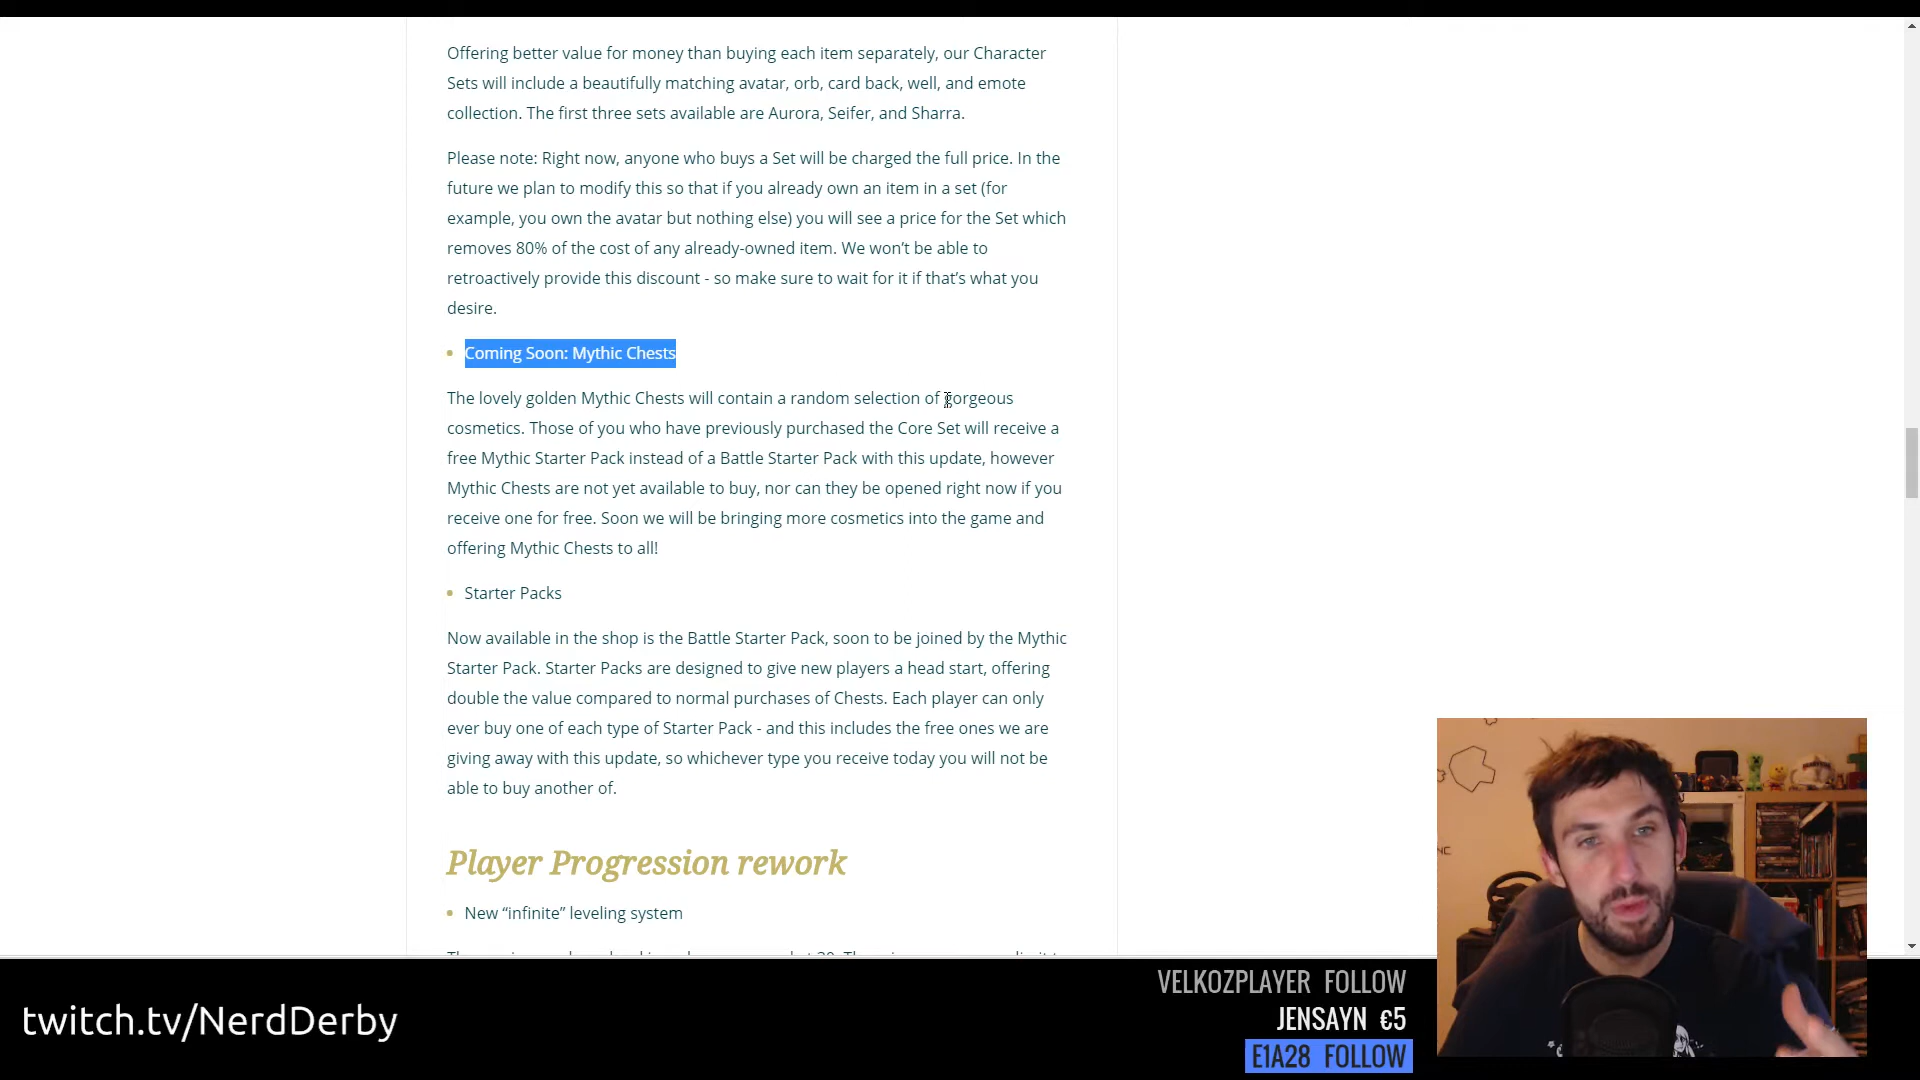 Offering better value for money than buying each item separately, our Character
Sets will include a beautifully matching avatar, orb, card back, well, and emote
collection. The first three sets available are Aurora, Seifer, and Sharra.
Please note: Right now, anyone who buys a Set will be charged the full price. In the
future we plan to modify this so that if you already own an item in a set (for
example, you own the avatar but nothing else) you will see a price for the Set which
removes 80% of the cost of any already-owned item. We won’t be able to
retroactively provide this discount - so make sure to wait for it if that’s what you
desire.
• Coming Soon: Mythic Chests
The lovely golden Mythic Chests will contain a random selection of gorgeous
cosmetics. Those of you who have previously purchased the Core Set will receive a
free Mythic Starter Pack instead of a Battle Starter Pack with this update, however
Mythic Chests are not yet available to buy, nor can they be opened right now if you
receive one for free. Soon we will be bringing more cosmetics into the game and
offering Mythic Chests to all!
• Starter Packs
Now available in the shop is the Battle Starter Pack, soon to be joined by the Mythic
Starter Pack. Starter Packs are designed to give new players a head start, offering
double the value compared to normal purchases of Chests. Each player can only
ever buy one of each type of Starter Pack - and this includes the free ones we are
giving away with this update, so whichever type you receive today you will not be
able to buy another of.
Player Progression rework
• New “infinite” leveling system
twitch.tv/NerdDerby
VELKOZPLAYER FOLLOW
JENSAYN €5
E1A28 FOLLOW